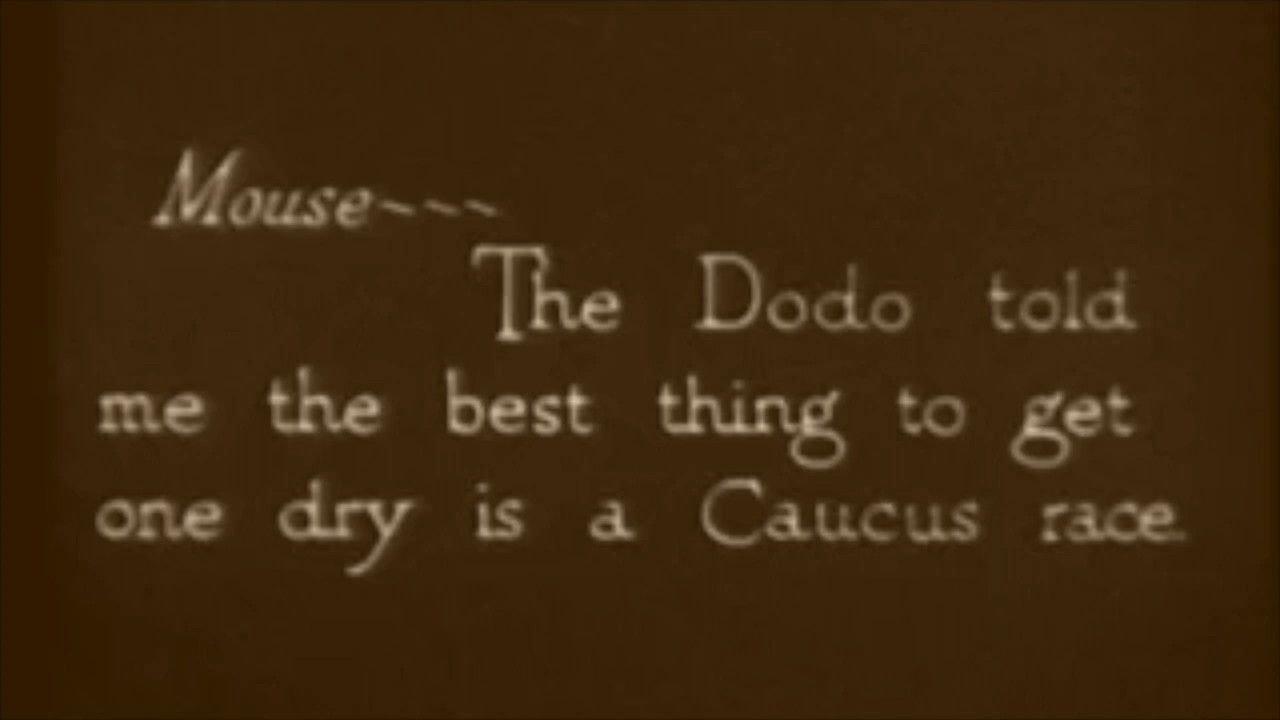 Mouse~~~
The Dodo told
me the best thing to get
one dry is a Caucus race.